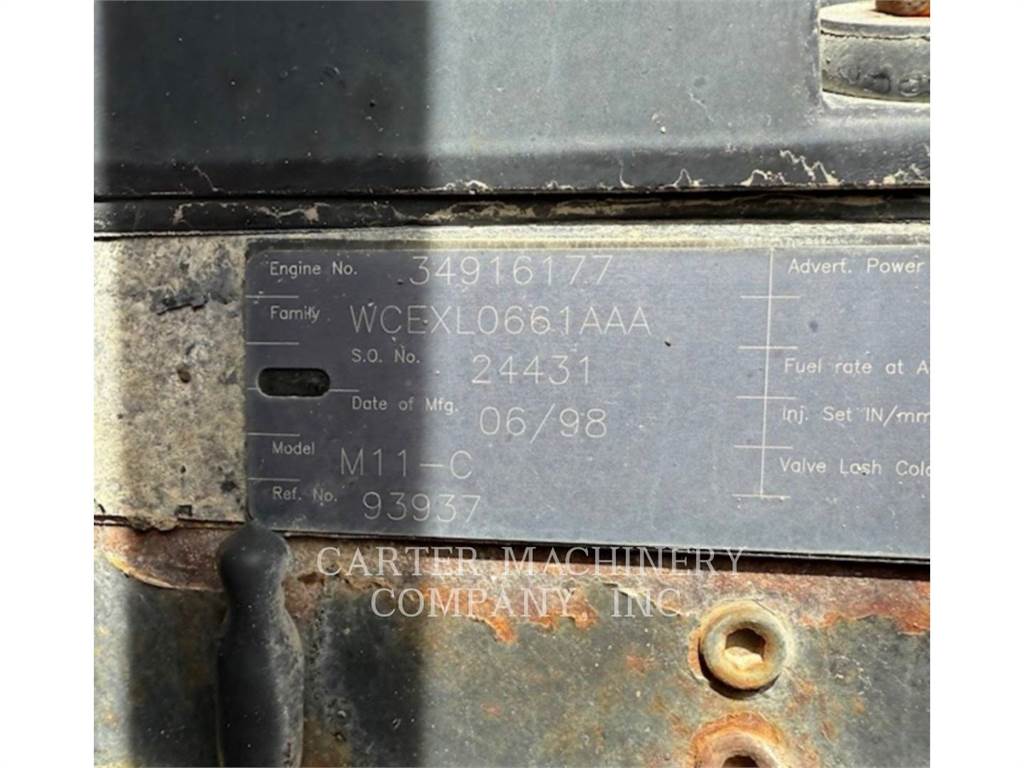 Engine No. 34916177
Family WCEXL0661AAA
S.O. No. 24431
Date of Mfg. 06/98
Model M11-C
Ref. No. 93937
Advert. Power
Fuel rate at A
Inj. Set IN/mm
Valve Lash Cold
CARTER MACHINERY
COMPANY, INC.